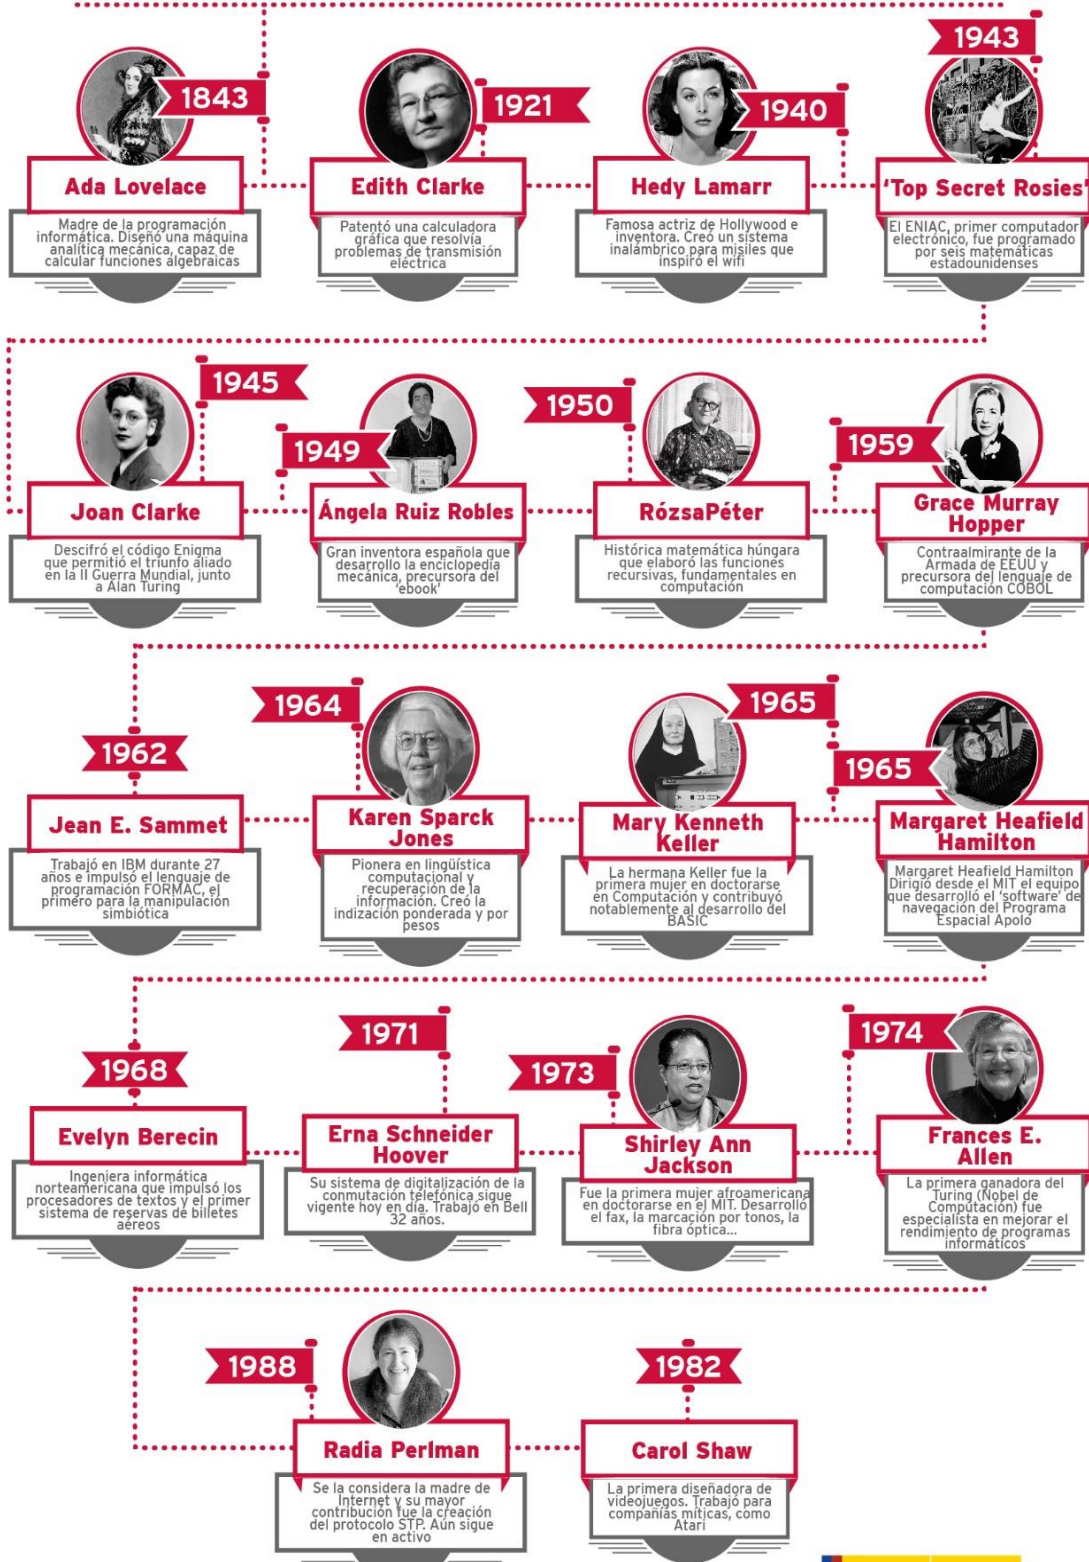 1843
Ada Lovelace
Madre de la programación
informática. Diseñó una máquina
analítica mecánica, capaz de
calcular funciones algebraicas
1921
Edith Clarke
Patentó una calculadora
gráfica que resolvía
problemas de transmisión
eléctrica
1940
Hedy Lamarr
Famosa actriz de Hollywood e
inventora. Creó un sistema
inalámbrico para misiles que
inspiró el wifi
1943
'Top Secret Rosies'
El ENIAC, primer computador
electrónico, fue programado
por seis matemáticas
estadounidenses
1945
Joan Clarke
Descifró el código Enigma
que permitió el triunfo aliado
en la II Guerra Mundial, junto
a Alan Turing
1949
Ángela Ruiz Robles
Gran inventora española que
desarrollo la enciclopedia
mecánica, precursora del
'ebook'
1950
RózsaPéter
Histórica matemática húngara
que elaboró las funciones
recursivas, fundamentales en
computación
1959
Grace Murray
Hopper
Contraalmirante de la
Armada de EEUU y
precursora del lenguaje de
computación COBOL
1962
Jean E. Sammet
Trabajó en IBM durante 27
años e impulsó el lenguaje de
programación FORMAC, el
primero para la manipulación
simbiótica
1964
Karen Sparck
Jones
Pionera en lingüística
computacional y
recuperación de la
información. Creó la
indización ponderada y por
pesos
1965
Mary Kenneth
Keller
La hermana Keller fue la
primera mujer en doctorarse
en Computación y contribuyó
notablemente al desarrollo del
BASIC
1965
Margaret Heafield
Hamilton
Margaret Heafield Hamilton
Dirigió desde el MIT el equipo
que desarrolló el 'software' de
navegación del Programa
Espacial Apolo
1968
Evelyn Berecin
Ingeniera informática
norteamericana que impulsó los
procesadores de textos y el primer
sistema de reservas de billetes
aéreos
1971
Erna Schneider
Hoover
Su sistema de digitalización de la
conmutación telefónica sigue
vigente hoy en día. Trabajó en Bell
32 años.
1973
Shirley Ann
Jackson
Fue la primera mujer afroamericana
en doctorarse en el MIT. Desarrolló
el fax, la marcación por tonos, la
fibra óptica...
1974
Frances E.
Allen
La primera ganadora del
Turing (Nobel de
Computación) fue
especialista en mejorar el
rendimiento de programas
informáticos
1988
Radia Perlman
Se la considera la madre de
Internet y su mayor
contribución fue la creación
del protocolo STP. Aún sigue
en activo
1982
Carol Shaw
La primera diseñadora de
videojuegos. Trabajó para
compañías míticas, como
Atari